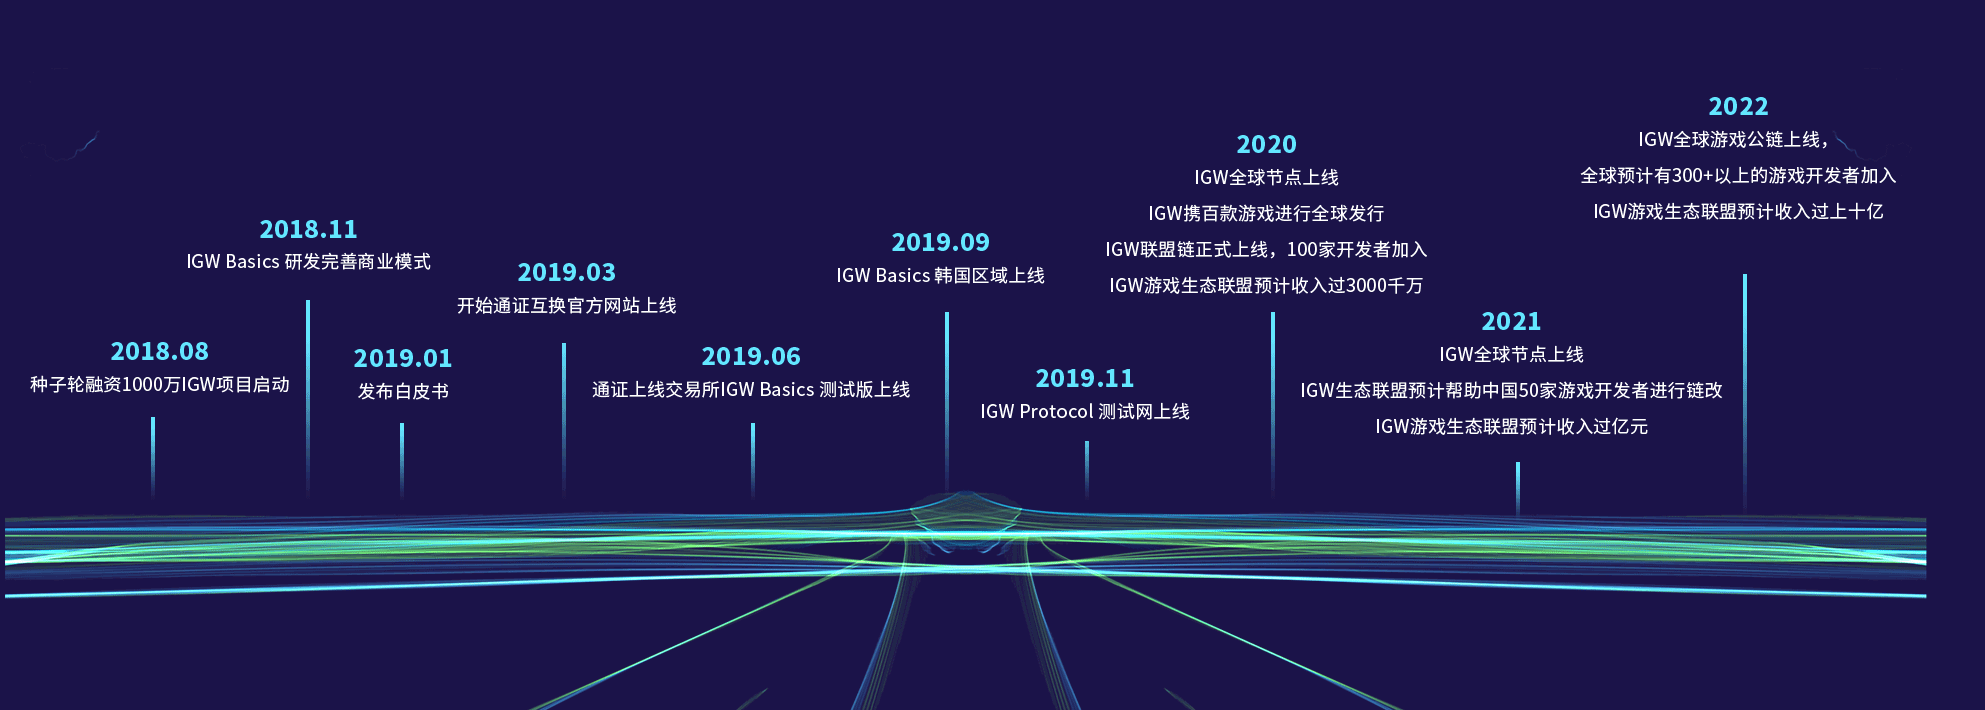 2018.08
种子轮融资1000万IGW项目启动
2018.11
IGW Basics 研发完善商业模式
2019.01
发布白皮书
2019.03
开始通证互换官方网站上线
2019.06
通证上线交易所IGW Basics 测试版上线
2019.09
IGW Basics 韩国区域上线
2019.11
IGW Protocol 测试网上线
2020
IGW全球节点上线
IGW携百款游戏进行全球发行
IGW联盟链正式上线，100家开发者加入
IGW游戏生态联盟预计收入过3000千万
2021
IGW全球节点上线
IGW生态联盟预计帮助中国50家游戏开发者进行链改
IGW游戏生态联盟预计收入过亿元
2022
IGW全球游戏公链上线，
全球预计有300+以上的游戏开发者加入
IGW游戏生态联盟预计收入过上十亿